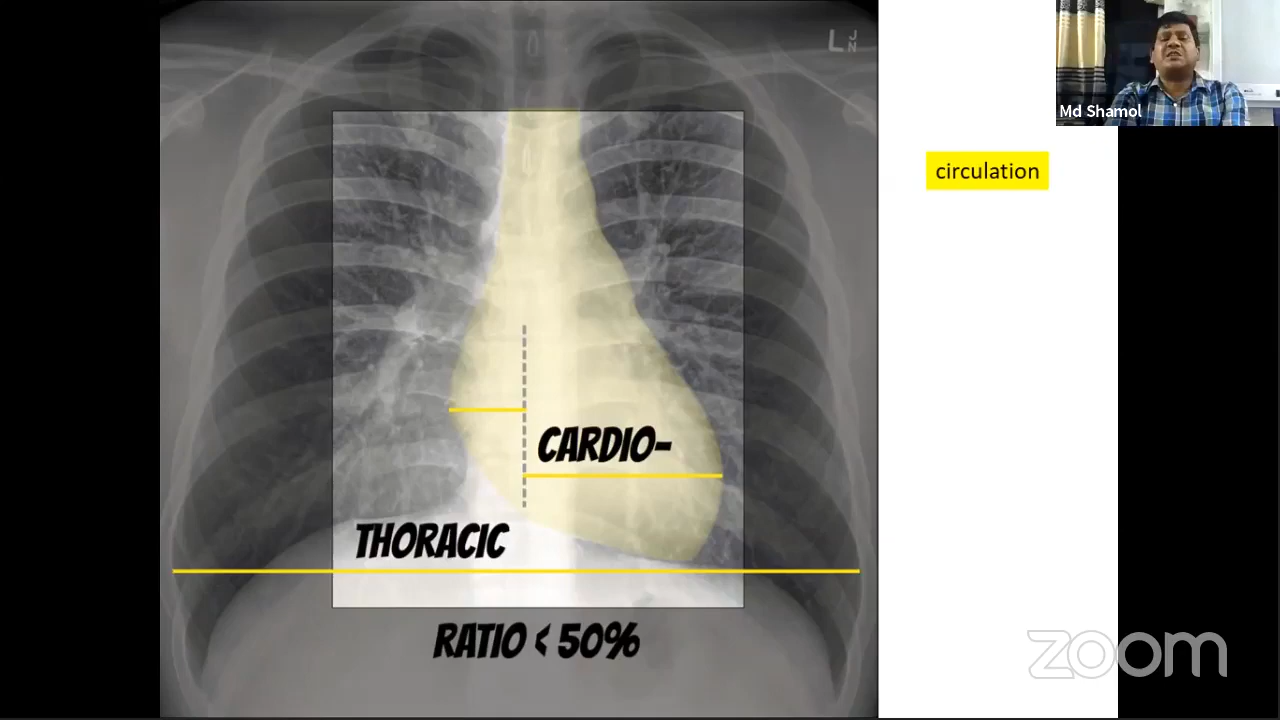 L J N
Md Shamol
circulation
CARDIO-
THORACIC
RATIO < 50%
zoom